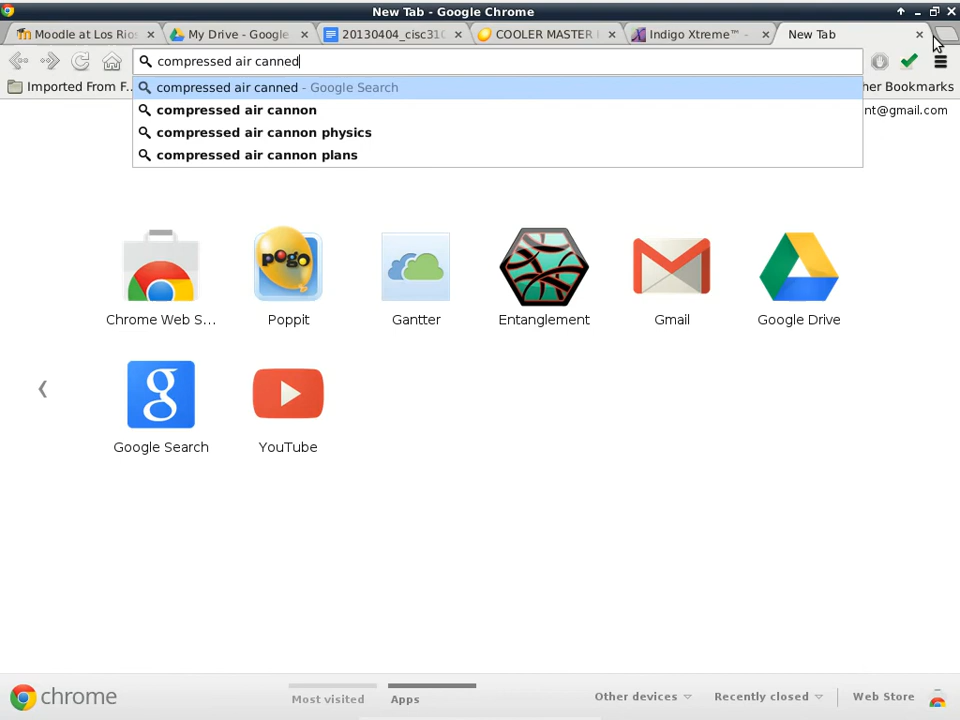 New Tab - Google Chrome
Moodle at Los Rios
My Drive - Google
20130404_cisc310
COOLER MASTER
Indigo Xtreme™ -
New Tab
compressed air canned
Imported From F...
compressed air canned - Google Search
her Bookmarks
compressed air cannon
nt@gmail.com
compressed air cannon physics
compressed air cannon plans
pogo
Chrome Web S...
Poppit
Gantter
Entanglement
Gmail
Google Drive
g
Google Search
YouTube
chrome
Most visited
Apps
Other devices
Recently closed
Web Store